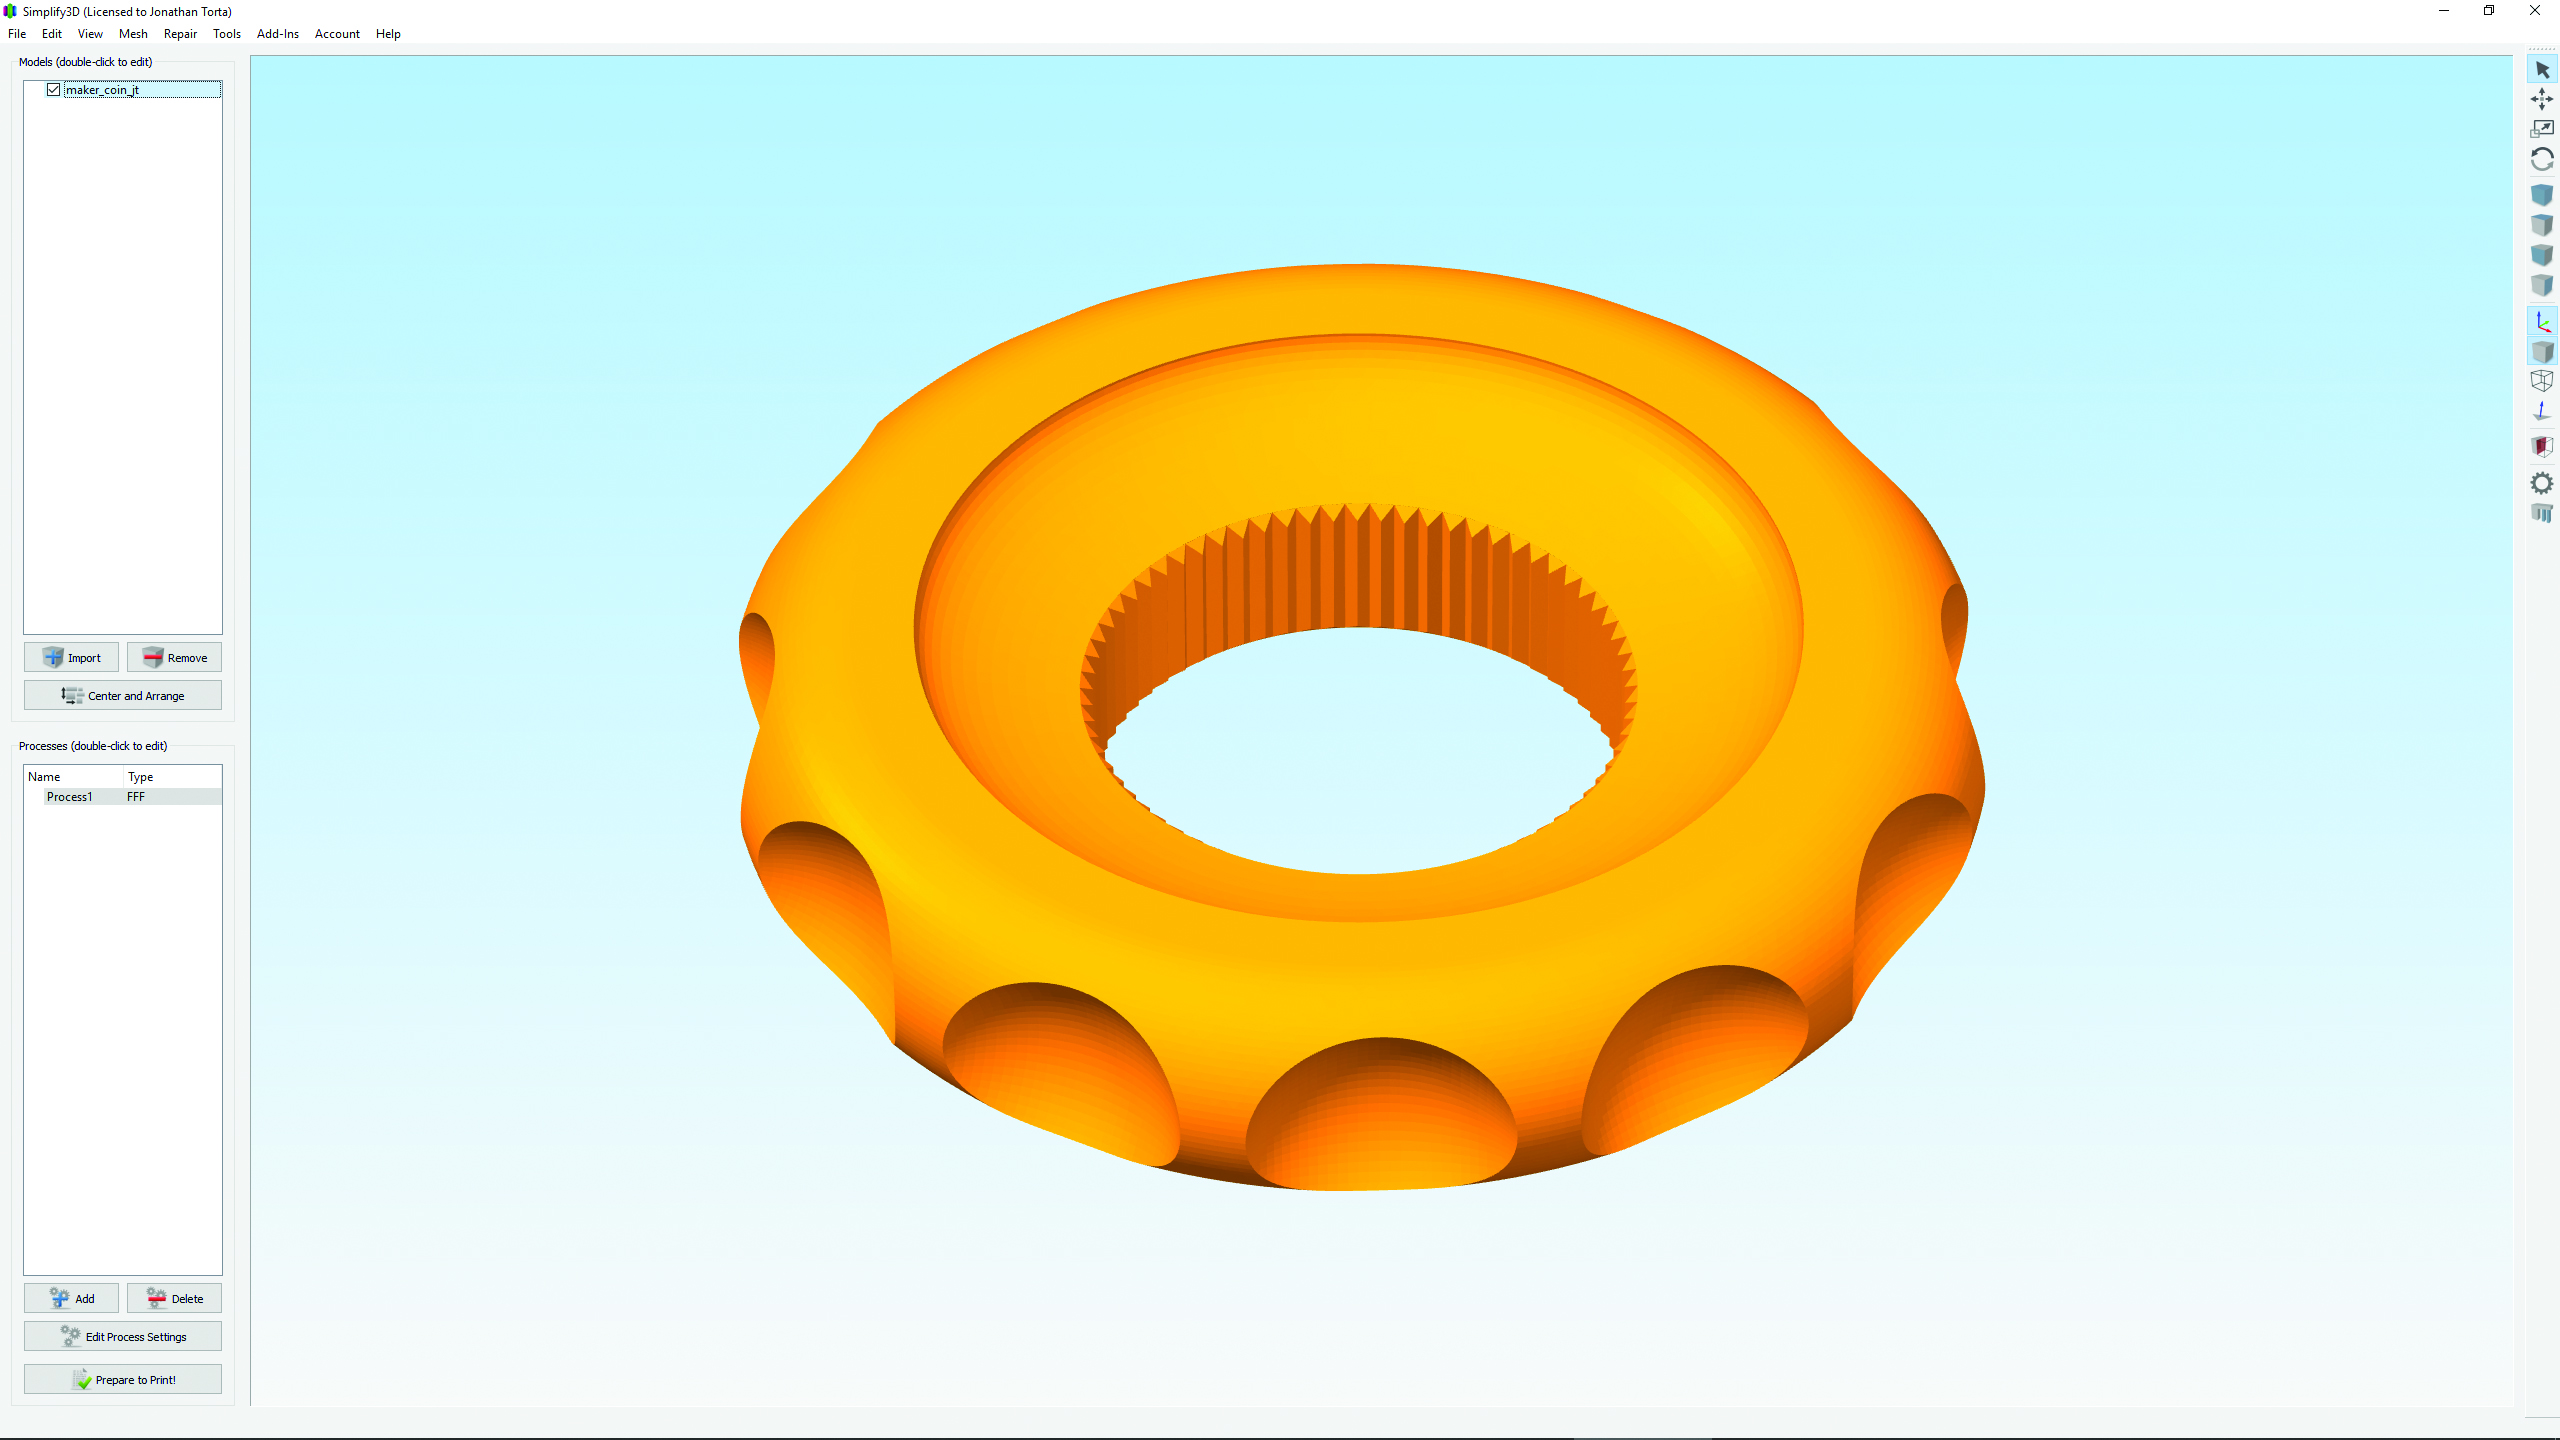 Simplify3D (Licensed to Jonathan Torta)
File Edit View Mesh Repair Tools Add-Ins Account Help
Models (double-click to edit)
maker_coin_jt
Import Remove
Center and Arrange
Processes (double-click to edit)
Name Type
Process1 FFF
Add Delete
Edit Process Settings
Prepare to Print!